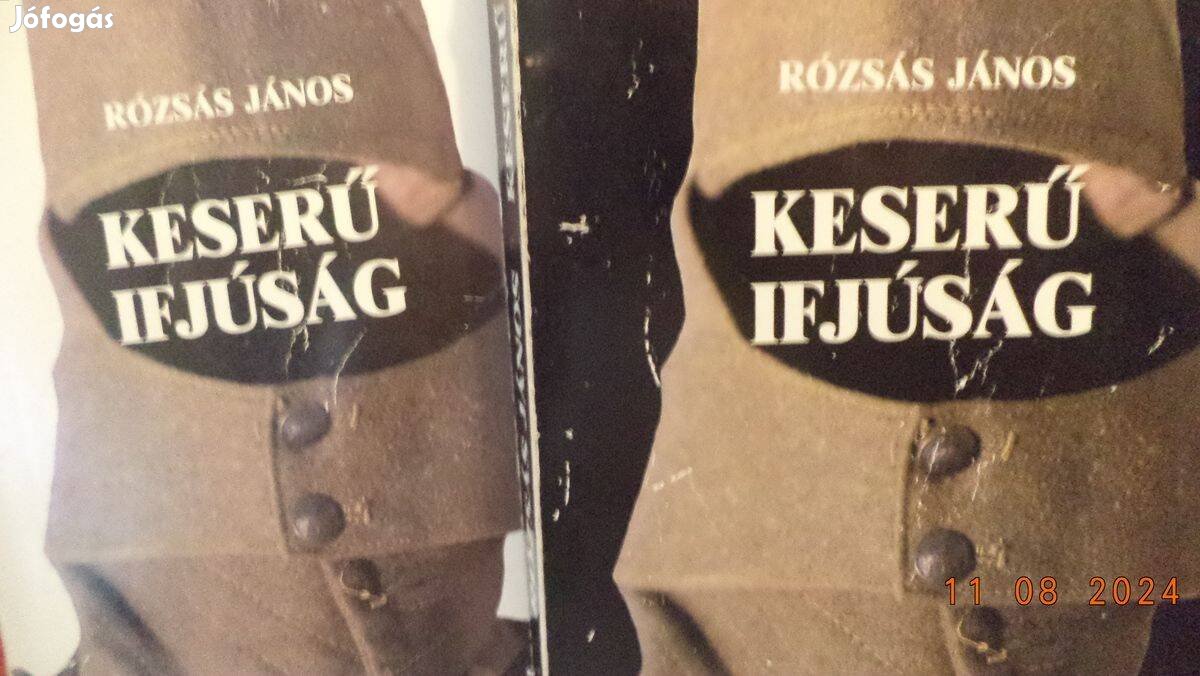 Jófogás
RÓZSÁS JÁNOS
KESERŰ
IFJÚSÁG
RÓZSÁS JÁNOS
KESERŰ
IFJÚSÁG
11 08 2024